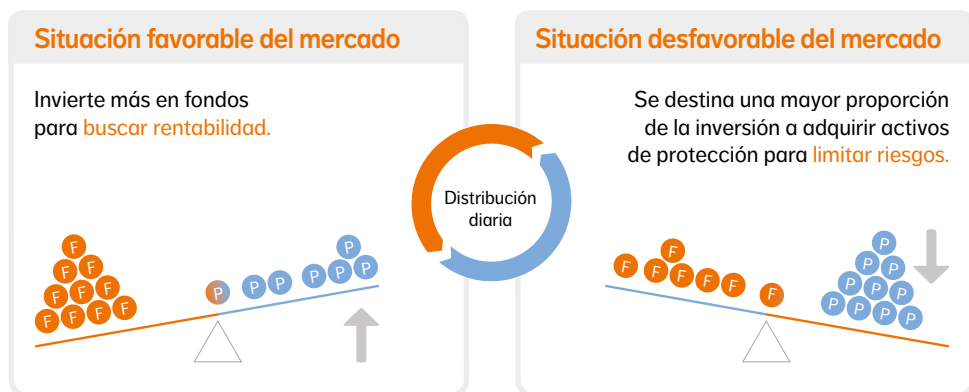 Situación favorable del mercado
Invierte más en fondos
para buscar rentabilidad.
F
F F
F F F
F F F F
P P P P P P P
Distribución
diaria
Situación desfavorable del mercado
Se destina una mayor proporción
de la inversión a adquirir activos
de protección para limitar riesgos.
F F F F F F F
P
P P
P P P
P P P P